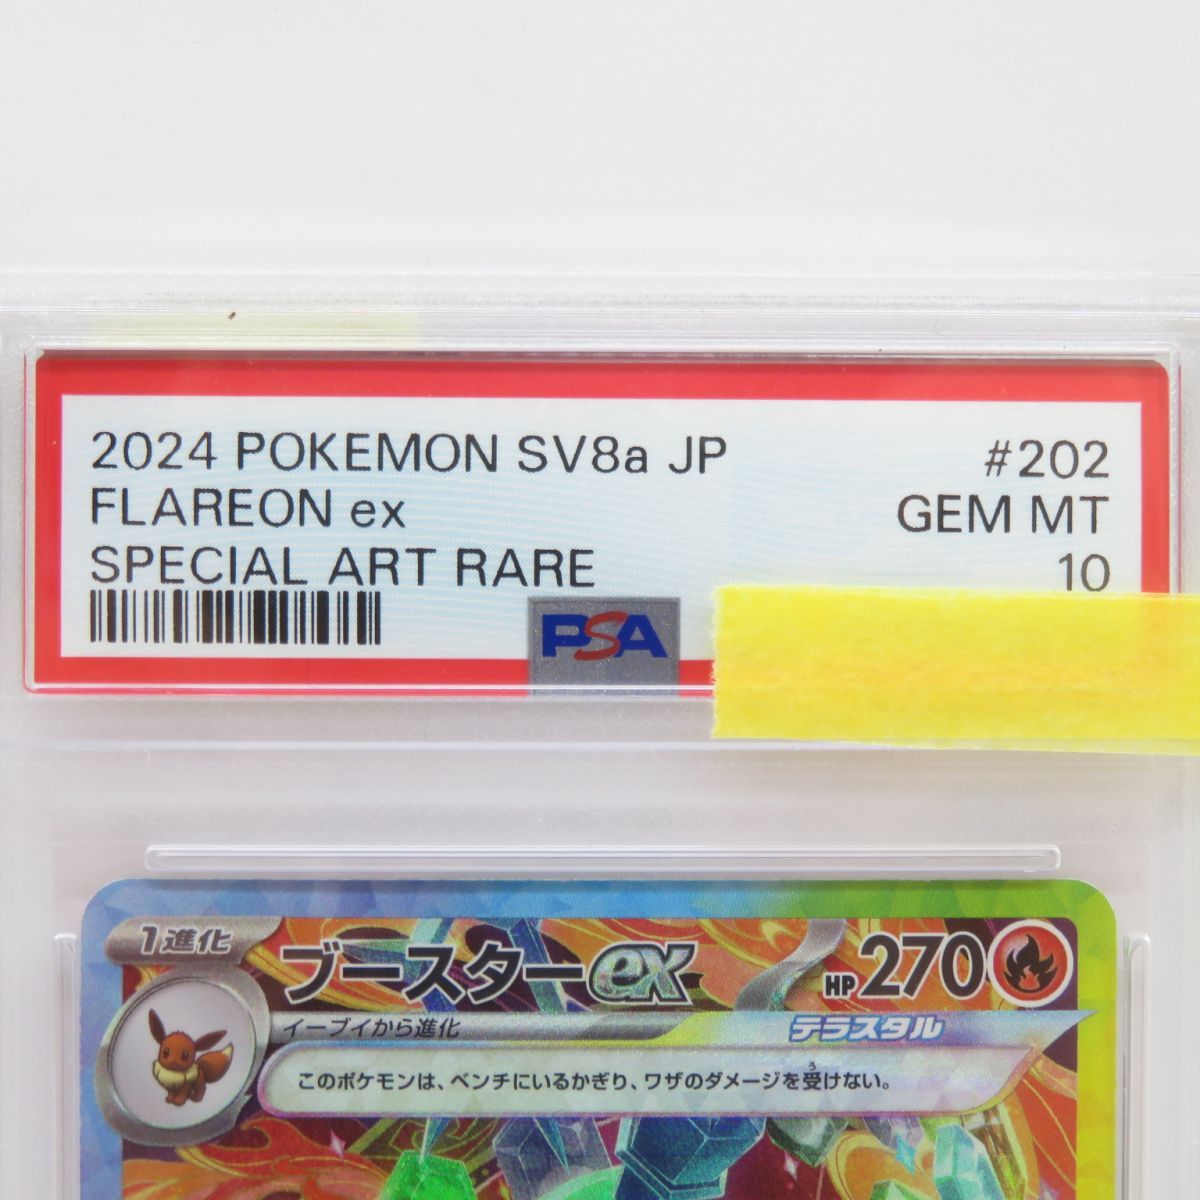 2024 POKEMON SV8a JP
FLAREON ex
SPECIAL ART RARE
#202
GEM MT
10
PSA
1進化
ブースターex
HP270
イーブイから進化
テラスタル
このポケモンは、ベンチにいるかぎり、ワザのダメージを受けない。